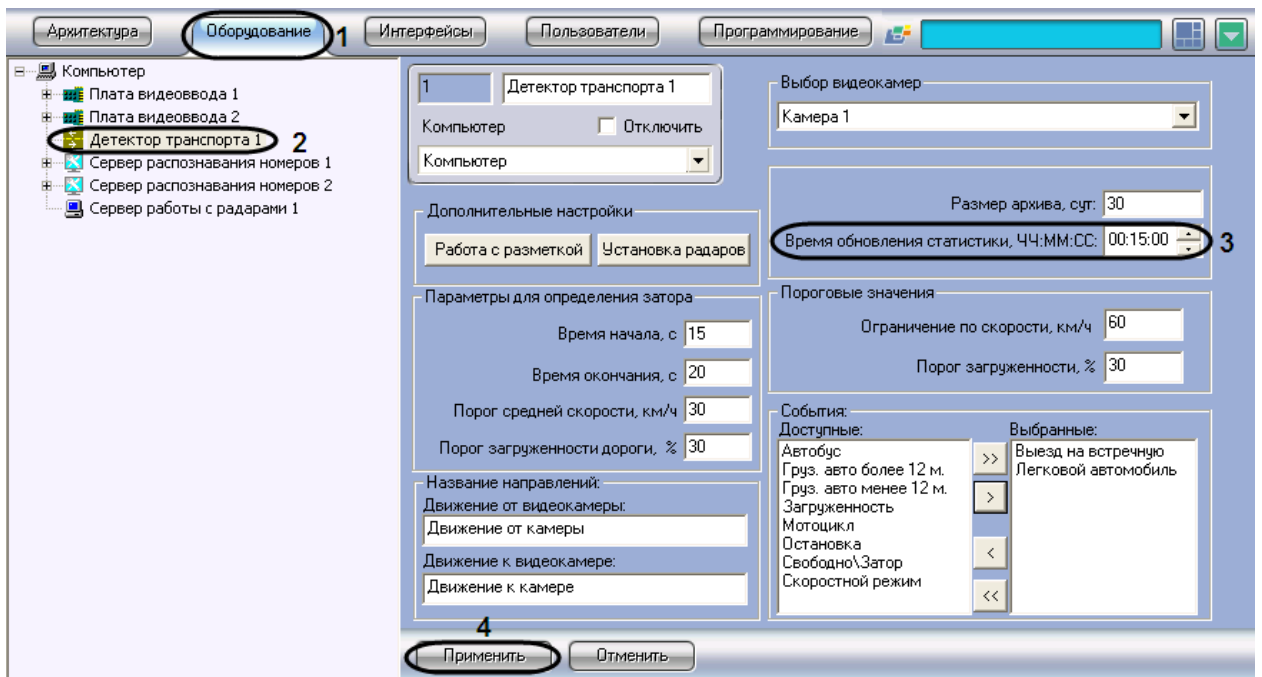 Архитектура
Оборудование
1
Интерфейсы
Пользователи
Программирование
Компьютер
Плата видеоввода 1
Плата видеоввода 2
Детектор транспорта 1
2
Сервер распознавания номеров 1
Сервер распознавания номеров 2
Сервер работы с радарами 1
1
Детектор транспорта 1
Компьютер
Отключить
Компьютер
Дополнительные настройки
Работа с разметкой
Установка радаров
Параметры для определения затора
Время начала, с 15
Время окончания, с 20
Порог средней скорости, км/ч 30
Порог загруженности дороги, % 30
Название направлений:
Движение от видеокамеры:
Движение от камеры
Движение к видеокамере:
Движение к камере
Выбор видеокамер
Камера 1
Размер архива, сут: 30
Время обновления статистики, ЧЧ:ММ:СС: 00:15:00
3
Пороговые значения
Ограничение по скорости, км/ч 60
Порог загруженности, % 30
События:
Доступные:
Автобус
Груз. авто более 12 м.
Груз. авто менее 12 м.
Загруженность
Мотоцикл
Остановка
Свободно\Затор
Скоростной режим
>>
>
<
<<
Выбранные:
Выезд на встречную
Легковой автомобиль
4
Применить
Отменить